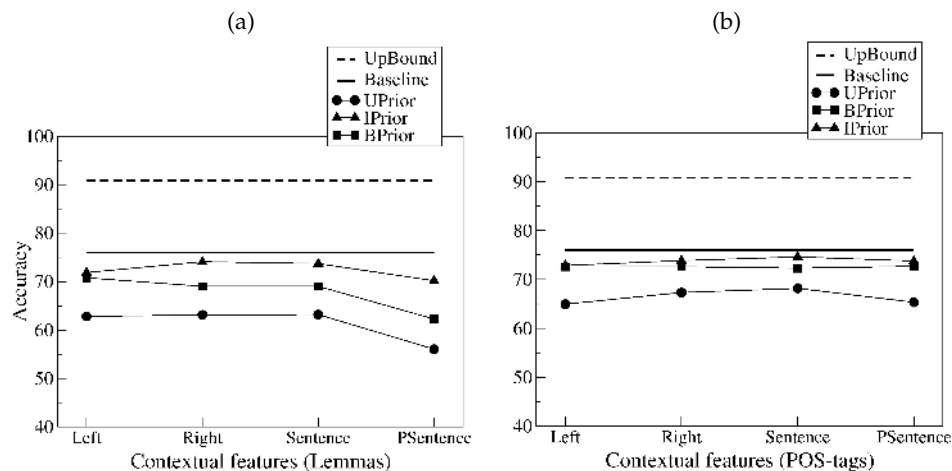 (a)
UpBound
Baseline
UPrior
IPrior
BPrior
100
90
80
70
60
50
40
Accuracy
Left Right Sentence PSentence
Contextual features (Lemmas)
(b)
UpBound
Baseline
UPrior
BPrior
IPrior
100
90
80
70
60
50
40
Left Right Sentence PSentence
Contextual features (POS-tags)